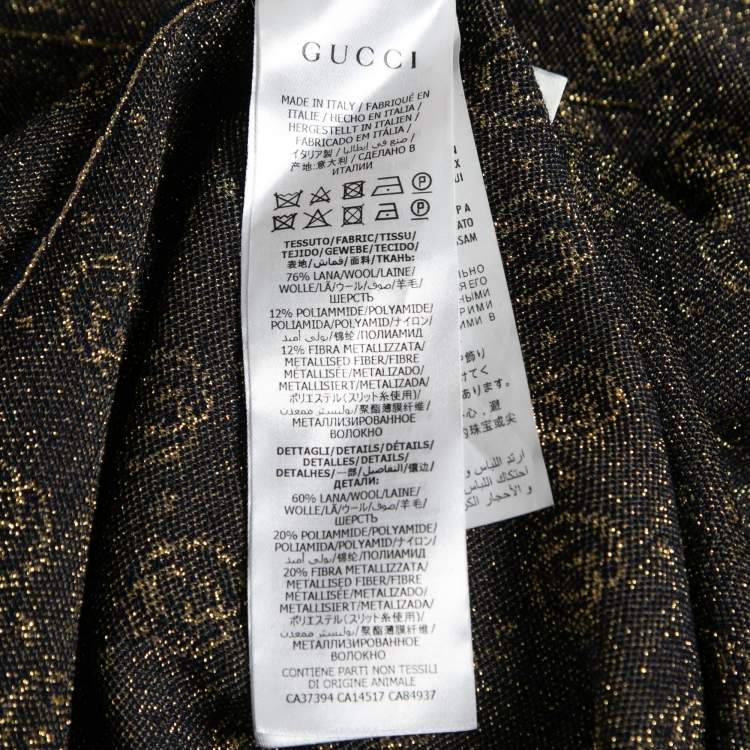 GUCCI
MADE IN ITALY / FABRIQUÉ EN
ITALIE / HECHO EN ITALIA /
HERGESTELLT IN ITALIEN /
FABRICADO EM ITÁLIA /
イタリア製 / صنع في إيطاليا /
产地:意大利 / СДЕЛАНО В
ИТАЛИИ
TESSUTO/FABRIC/TISSU/
TEJIDO/GEWEBE/TECIDO/
表地/قماش/面料/ТКАНЬ:
76% LANA/WOOL/LAINE/
WOLLE/LÃ/ウール/صوف/羊毛/
ШЕРСТЬ
12% POLIAMMIDE/POLYAMIDE/
POLIAMIDA/POLYAMID/ナイロン/
بولي أميد/锦纶/ПОЛИАМИД
12% FIBRA METALLIZZATA/
METALLISED FIBER/FIBRE
MÉTALLISÉE/METALIZADO/
METALLISIERT/METALIZADA/
ポリエステル(スリット糸使用)
بوليستر ممعدن/聚酯薄膜纤维/
МЕТАЛЛИЗИРОВАННОЕ
ВОЛОКНО
DETTAGLI/DETAILS/DÉTAILS/
DETALLES/DETAILS/
DETALHES/一部/التفاصيل/镶边/
ДЕТАЛИ:
60% LANA/WOOL/LAINE/
WOLLE/LÃ/ウール/صوف/羊毛/
ШЕРСТЬ
20% POLIAMMIDE/POLYAMIDE/
POLIAMIDA/POLYAMID/ナイロン/
بولي أميد/锦纶/ПОЛИАМИД
20% FIBRA METALLIZZATA/
METALLISED FIBER/FIBRE
MÉTALLISÉE/METALIZADO/
METALLISIERT/METALIZADA/
ポリエステル(スリット糸使用)
بوليستر ممعدن/聚酯薄膜纤维/
МЕТАЛЛИЗИРОВАННОЕ
ВОЛОКНО
CONTIENE PARTI NON TESSILI
DI ORIGINE ANIMALE
CA37394 CA14517 CA84937